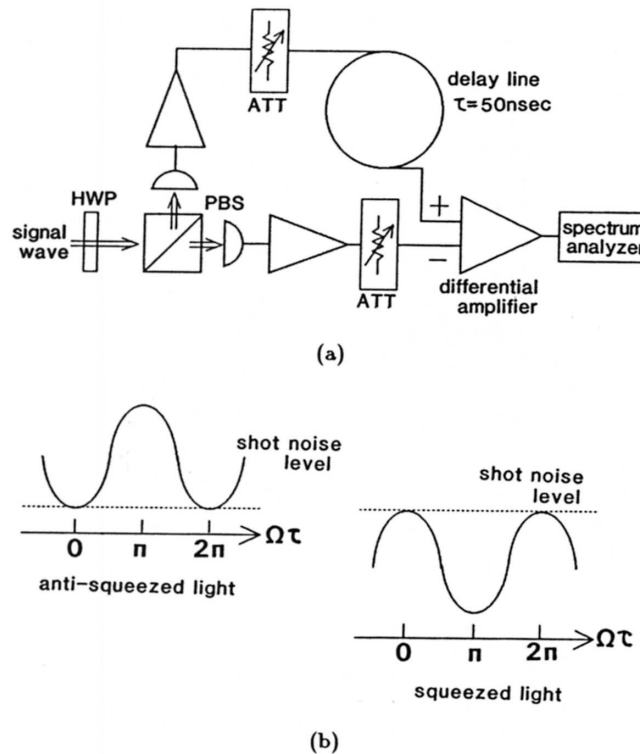 ATT
delay line
τ=50nsec
HWP
PBS
signal
wave
+
−
spectrum
analyzer
ATT
differential
amplifier
(a)
shot noise
level
0 π 2π Ωτ
anti-squeezed light
shot noise
level
0 π 2π Ωτ
squeezed light
(b)